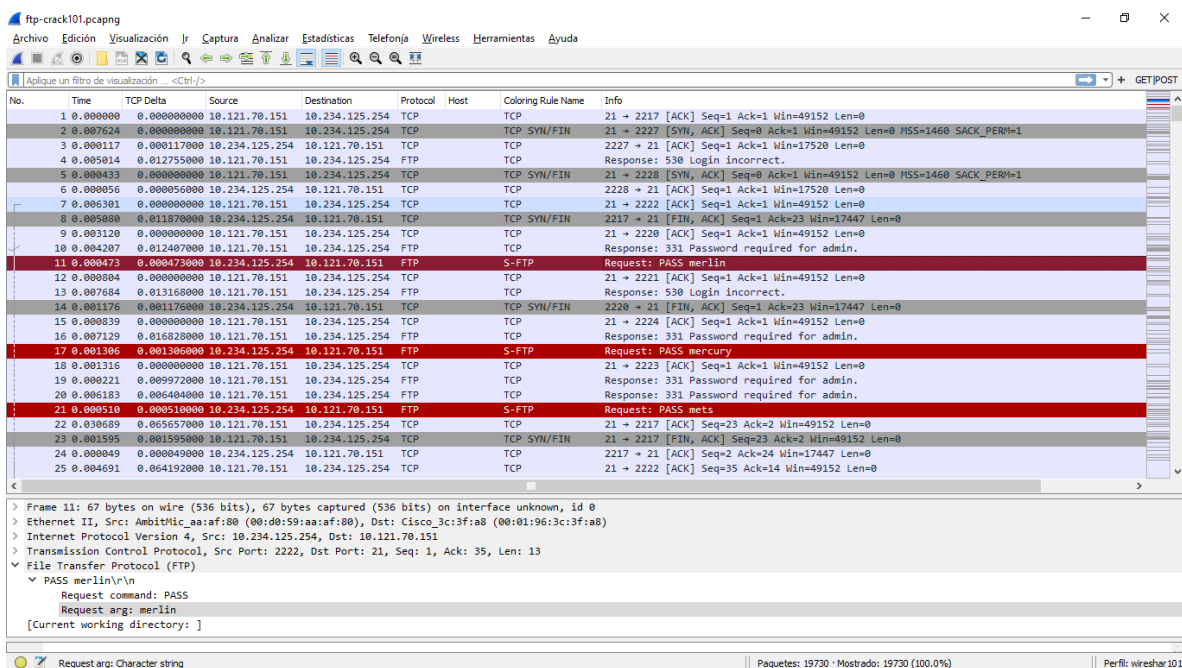 ftp-crack101.pcapng
Archivo Edición Visualización Ir Captura Analizar Estadísticas Telefonía Wireless Herramientas Ayuda
Aplique un filtro de visualización ... <Ctrl-/> + GET|POST
No. Time TCP Delta Source Destination Protocol Host Coloring Rule Name Info
1 0.000000 0.000000000 10.121.70.151 10.234.125.254 TCP TCP 21 → 2217 [ACK] Seq=1 Ack=1 Win=49152 Len=0
2 0.007624 0.000000000 10.121.70.151 10.234.125.254 TCP TCP SYN/FIN 21 → 2227 [SYN, ACK] Seq=0 Ack=1 Win=49152 Len=0 MSS=1460 SACK_PERM=1
3 0.000117 0.000117000 10.234.125.254 10.121.70.151 TCP TCP 2227 → 21 [ACK] Seq=1 Ack=1 Win=17520 Len=0
4 0.005014 0.012755000 10.121.70.151 10.234.125.254 FTP TCP Response: 530 Login incorrect.
5 0.000433 0.000000000 10.121.70.151 10.234.125.254 TCP TCP SYN/FIN 21 → 2228 [SYN, ACK] Seq=0 Ack=1 Win=49152 Len=0 MSS=1460 SACK_PERM=1
6 0.000056 0.000056000 10.234.125.254 10.121.70.151 TCP TCP 2228 → 21 [ACK] Seq=1 Ack=1 Win=17520 Len=0
7 0.006301 0.000000000 10.121.70.151 10.234.125.254 TCP TCP 21 → 2222 [ACK] Seq=1 Ack=1 Win=49152 Len=0
8 0.005080 0.011870000 10.234.125.254 10.121.70.151 TCP TCP SYN/FIN 2217 → 21 [FIN, ACK] Seq=1 Ack=23 Win=17447 Len=0
9 0.003120 0.000000000 10.121.70.151 10.234.125.254 TCP TCP 21 → 2220 [ACK] Seq=1 Ack=1 Win=49152 Len=0
10 0.004207 0.012407000 10.121.70.151 10.234.125.254 FTP TCP Response: 331 Password required for admin.
11 0.000473 0.000473000 10.234.125.254 10.121.70.151 FTP S-FTP Request: PASS merlin
12 0.000804 0.000000000 10.121.70.151 10.234.125.254 TCP TCP 21 → 2221 [ACK] Seq=1 Ack=1 Win=49152 Len=0
13 0.007684 0.013168000 10.121.70.151 10.234.125.254 FTP TCP Response: 530 Login incorrect.
14 0.001176 0.001176000 10.234.125.254 10.121.70.151 TCP TCP SYN/FIN 2220 → 21 [FIN, ACK] Seq=1 Ack=23 Win=17447 Len=0
15 0.000839 0.000000000 10.121.70.151 10.234.125.254 TCP TCP 21 → 2224 [ACK] Seq=1 Ack=1 Win=49152 Len=0
16 0.007129 0.016828000 10.121.70.151 10.234.125.254 FTP TCP Response: 331 Password required for admin.
17 0.001306 0.001306000 10.234.125.254 10.121.70.151 FTP S-FTP Request: PASS mercury
18 0.001316 0.000000000 10.121.70.151 10.234.125.254 TCP TCP 21 → 2223 [ACK] Seq=1 Ack=1 Win=49152 Len=0
19 0.000221 0.009972000 10.121.70.151 10.234.125.254 FTP TCP Response: 331 Password required for admin.
20 0.006183 0.006404000 10.121.70.151 10.234.125.254 FTP TCP Response: 331 Password required for admin.
21 0.000510 0.000510000 10.234.125.254 10.121.70.151 FTP S-FTP Request: PASS mets
22 0.030689 0.065657000 10.121.70.151 10.234.125.254 TCP TCP 21 → 2217 [ACK] Seq=23 Ack=2 Win=49152 Len=0
23 0.001595 0.001595000 10.121.70.151 10.234.125.254 TCP TCP SYN/FIN 21 → 2217 [FIN, ACK] Seq=23 Ack=2 Win=49152 Len=0
24 0.000049 0.000049000 10.234.125.254 10.121.70.151 TCP TCP 2217 → 21 [ACK] Seq=2 Ack=24 Win=17447 Len=0
25 0.004691 0.064192000 10.121.70.151 10.234.125.254 TCP TCP 21 → 2222 [ACK] Seq=35 Ack=14 Win=49152 Len=0
Frame 11: 67 bytes on wire (536 bits), 67 bytes captured (536 bits) on interface unknown, id 0
Ethernet II, Src: AmbitMic_aa:af:80 (00:d0:59:aa:af:80), Dst: Cisco_3c:3f:a8 (00:01:96:3c:3f:a8)
Internet Protocol Version 4, Src: 10.234.125.254, Dst: 10.121.70.151
Transmission Control Protocol, Src Port: 2222, Dst Port: 21, Seq: 1, Ack: 35, Len: 13
File Transfer Protocol (FTP)
PASS merlin\r\n
Request command: PASS
Request arg: merlin
[Current working directory: ]
Request arg: Character string Paquetes: 19730 · Mostrado: 19730 (100.0%) Perfil: wireshar101